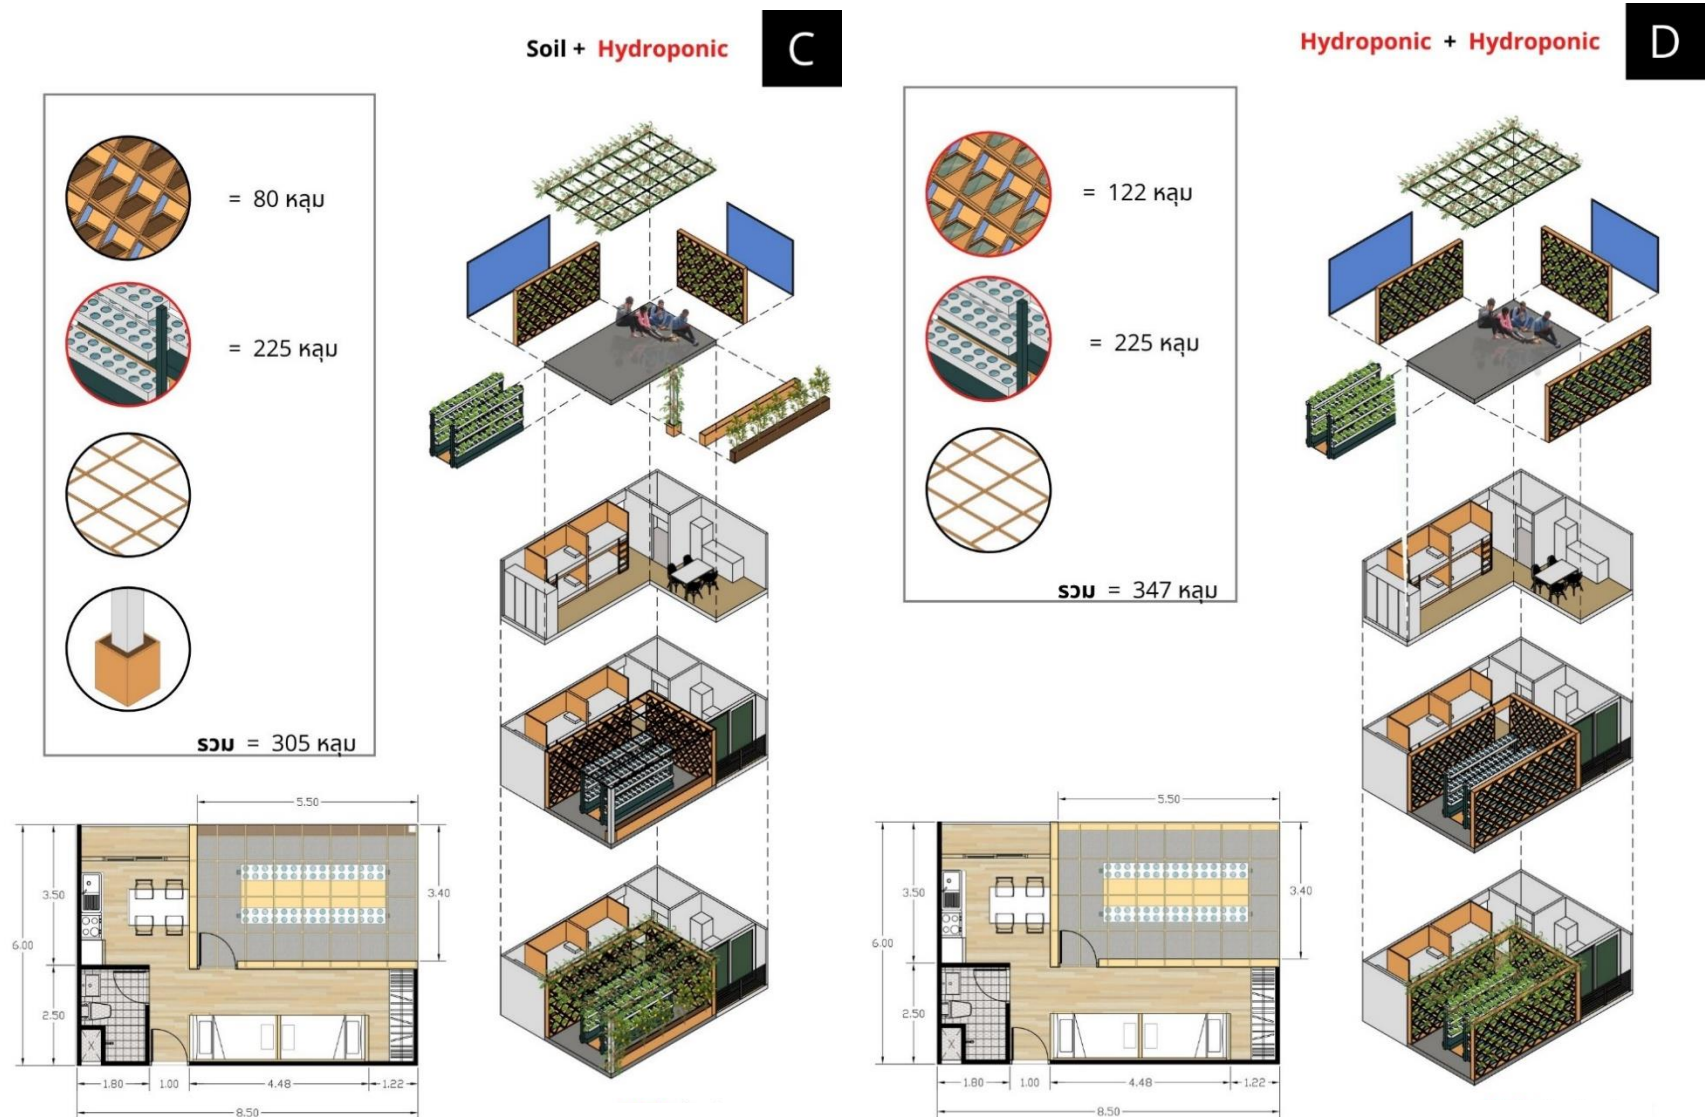 Soil + Hydroponic
C
= 80 หลุม
= 225 หลุม
รวม = 305 หลุม
5.50
6.00
3.50
2.50
3.40
1.80
1.00
4.48
1.22
8.50
Hydroponic + Hydroponic
D
= 122 หลุม
= 225 หลุม
รวม = 347 หลุม
5.50
6.00
3.50
2.50
3.40
1.80
1.00
4.48
1.22
8.50